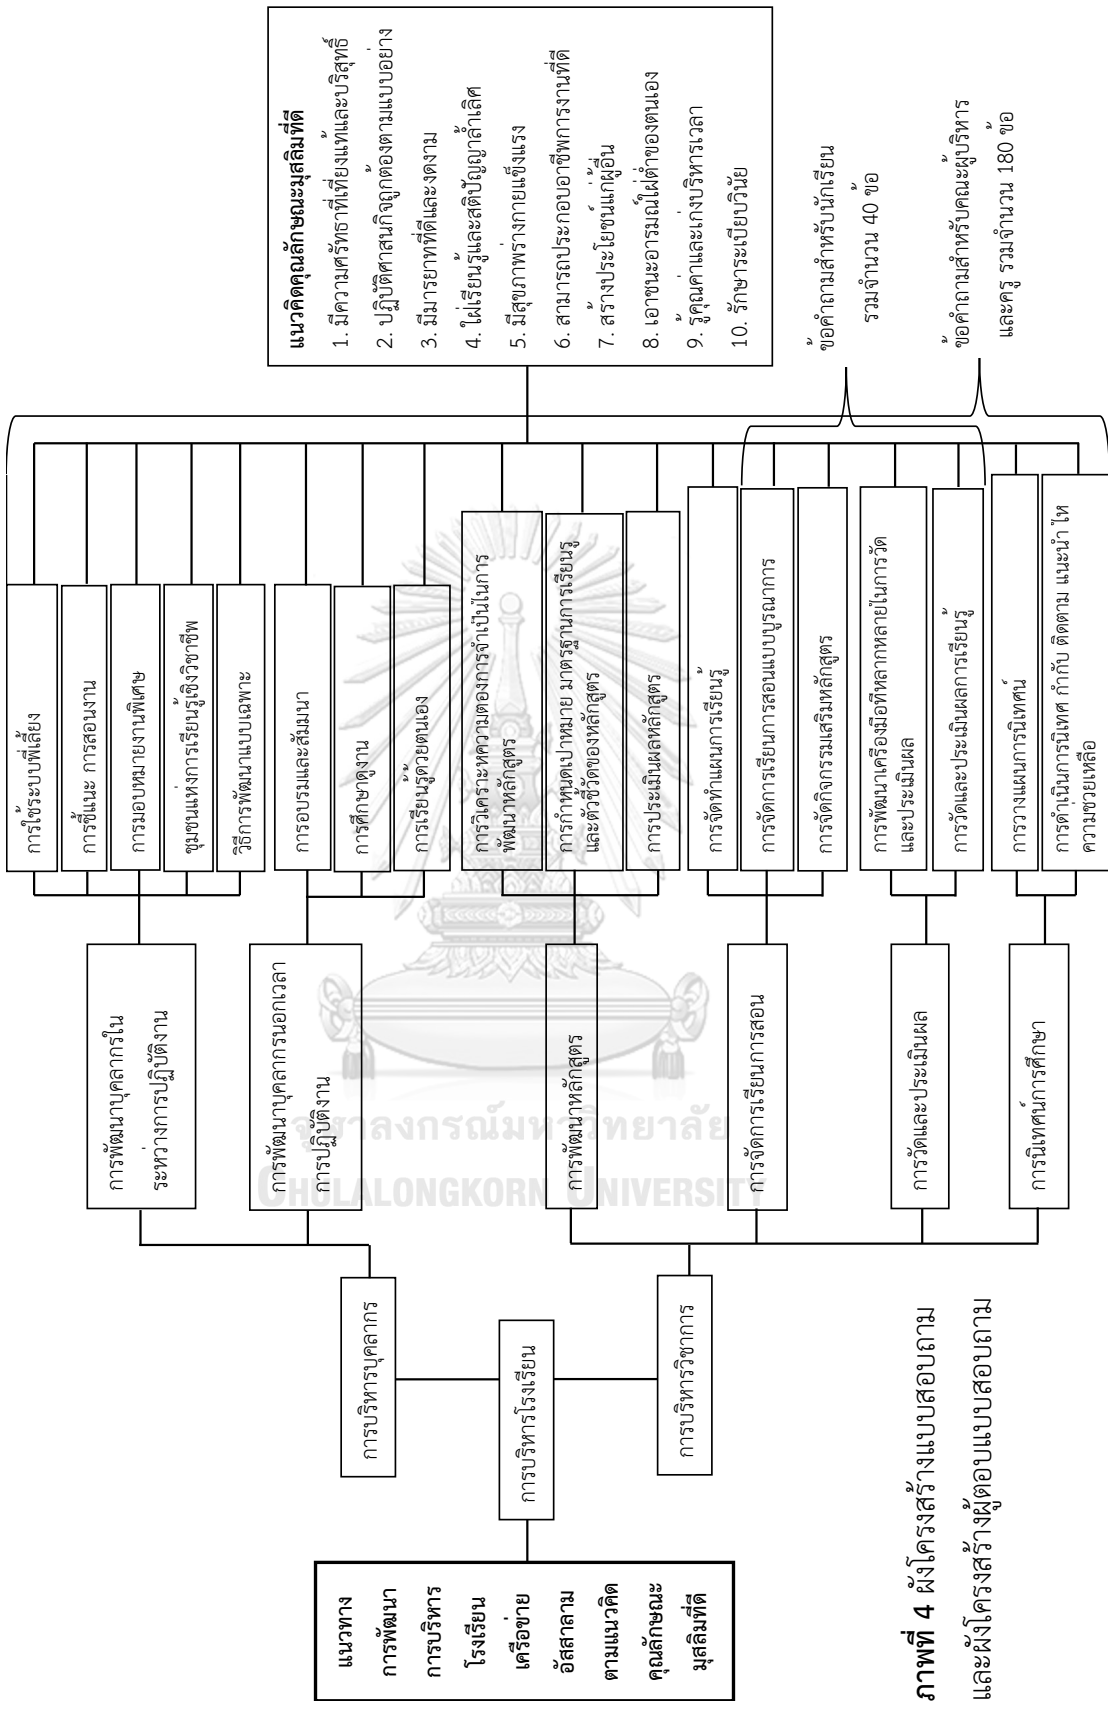 แนวทาง
การพัฒนา
การบริหาร
โรงเรียน
เครือข่าย
อัสสาลาม
ตามแนวคิด
คุณลักษณะ
มุสลิมที่ดี
การบริหารโรงเรียน
การบริหารบุคลากร
การบริหารวิชาการ
การพัฒนาบุคลากรใน
ระหว่างการปฏิบัติงาน
การพัฒนาบุคลากรนอกเวลา
การปฏิบัติงาน
การพัฒนาหลักสูตร
การจัดการเรียนการสอน
การวัดและประเมินผล
การนิเทศน์การศึกษา
การใช้ระบบพี่เลี้ยง
การชี้แนะ การสอนงาน
การมอบหมายงานพิเศษ
ชุมชนแห่งการเรียนรู้เชิงวิชาชีพ
วิธีการพัฒนาแบบเฉพาะ
การอบรมและสัมมนา
การศึกษาดูงาน
การเรียนรู้ด้วยตนเอง
การวิเคราะห์ความต้องการจำเป็นในการ
พัฒนาหลักสูตร
การกำหนดเป้าหมาย มาตรฐานการเรียนรู้
และตัวชี้วัดของหลักสูตร
การประเมินผลหลักสูตร
การจัดทำแผนการเรียนรู้
การจัดการเรียนการสอนแบบบูรณาการ
การจัดกิจกรรมเสริมหลักสูตร
การพัฒนาเครื่องมือที่หลากหลายในการวัด
และประเมินผล
การวัดและประเมินผลการเรียนรู้
การวางแผนการนิเทศน์
การดำเนินการนิเทศ กำกับ ติดตาม แนะนำ ให้
ความช่วยเหลือ
แนวคิดคุณลักษณะมุสลิมที่ดี
1. มีความศรัทธาที่เที่ยงแท้และบริสุทธิ์
2. ปฏิบัติศาสนกิจถูกต้องตามแบบอย่าง
3. มีมารยาทที่ดีและงดงาม
4. ใฝ่เรียนรู้และสติปัญญาล้ำเลิศ
5. มีสุขภาพร่างกายแข็งแรง
6. สามารถประกอบอาชีพการงานที่ดี
7. สร้างประโยชน์แก่ผู้อื่น
8. เอาชนะอารมณ์ใฝ่ต่ำของตนเอง
9. รู้คุณค่าและเก่งบริหารเวลา
10. รักษาระเบียบวินัย
ข้อคำถามสำหรับนักเรียน
รวมจำนวน 40 ข้อ
ข้อคำถามสำหรับคณะผู้บริหาร
และครู รวมจำนวน 180 ข้อ
ภาพที่ 4 ผังโครงสร้างแบบสอบถาม
และผังโครงสร้างผู้ตอบแบบสอบถาม
จุฬาลงกรณ์มหาวิทยาลัย
CHULALONGKORN UNIVERSITY